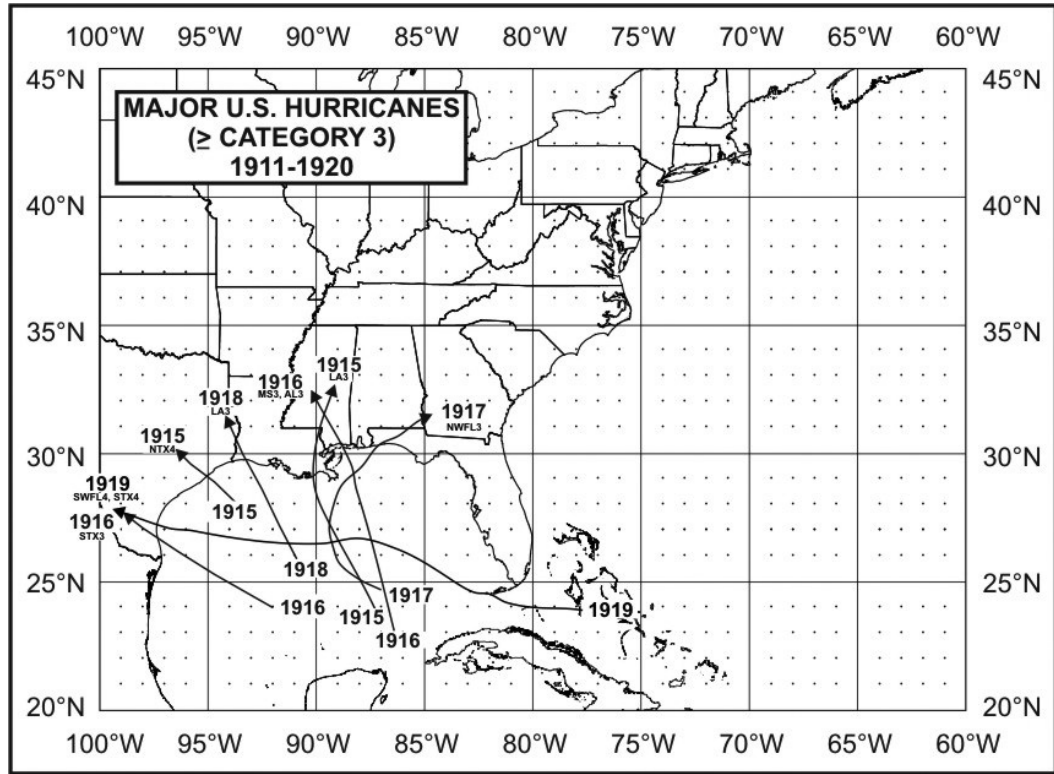 100°W 95°W 90°W 85°W 80°W 75°W 70°W 65°W 60°W
45°N 45°N
MAJOR U.S. HURRICANES
(≥ CATEGORY 3)
1911-1920
40°N 40°N
35°N 35°N
1915
LA3
1916
MS3, AL3
1918
LA3
1917
NWFL3
1915
NTX4
30°N 30°N
1919
SWFL4, STX4
1915
1916
STX3
1918
25°N 25°N
1917
1916
1915
1919
1916
20°N 20°N
100°W 95°W 90°W 85°W 80°W 75°W 70°W 65°W 60°W